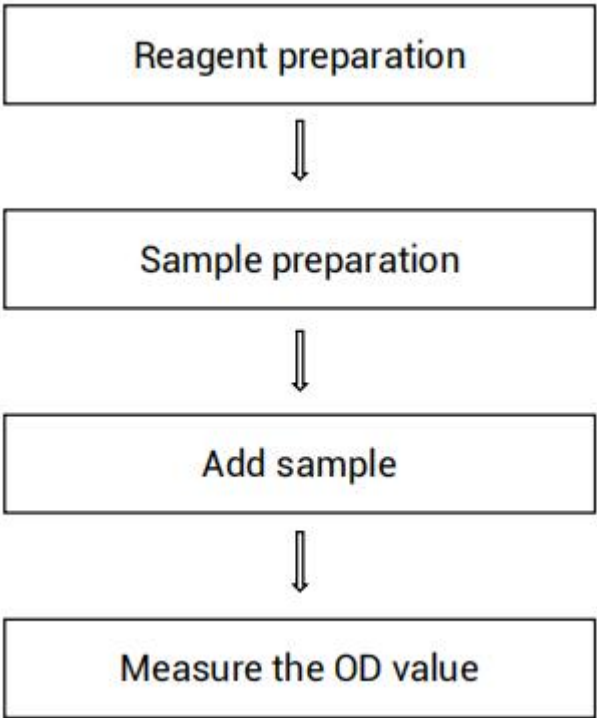 Reagent preparation
Sample preparation
Add sample
Measure the OD value